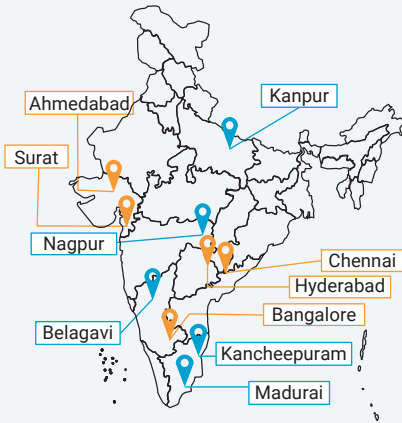 Kanpur
Ahmedabad
Surat
Nagpur
Chennai
Hyderabad
Bangalore
Belagavi
Kancheepuram
Madurai